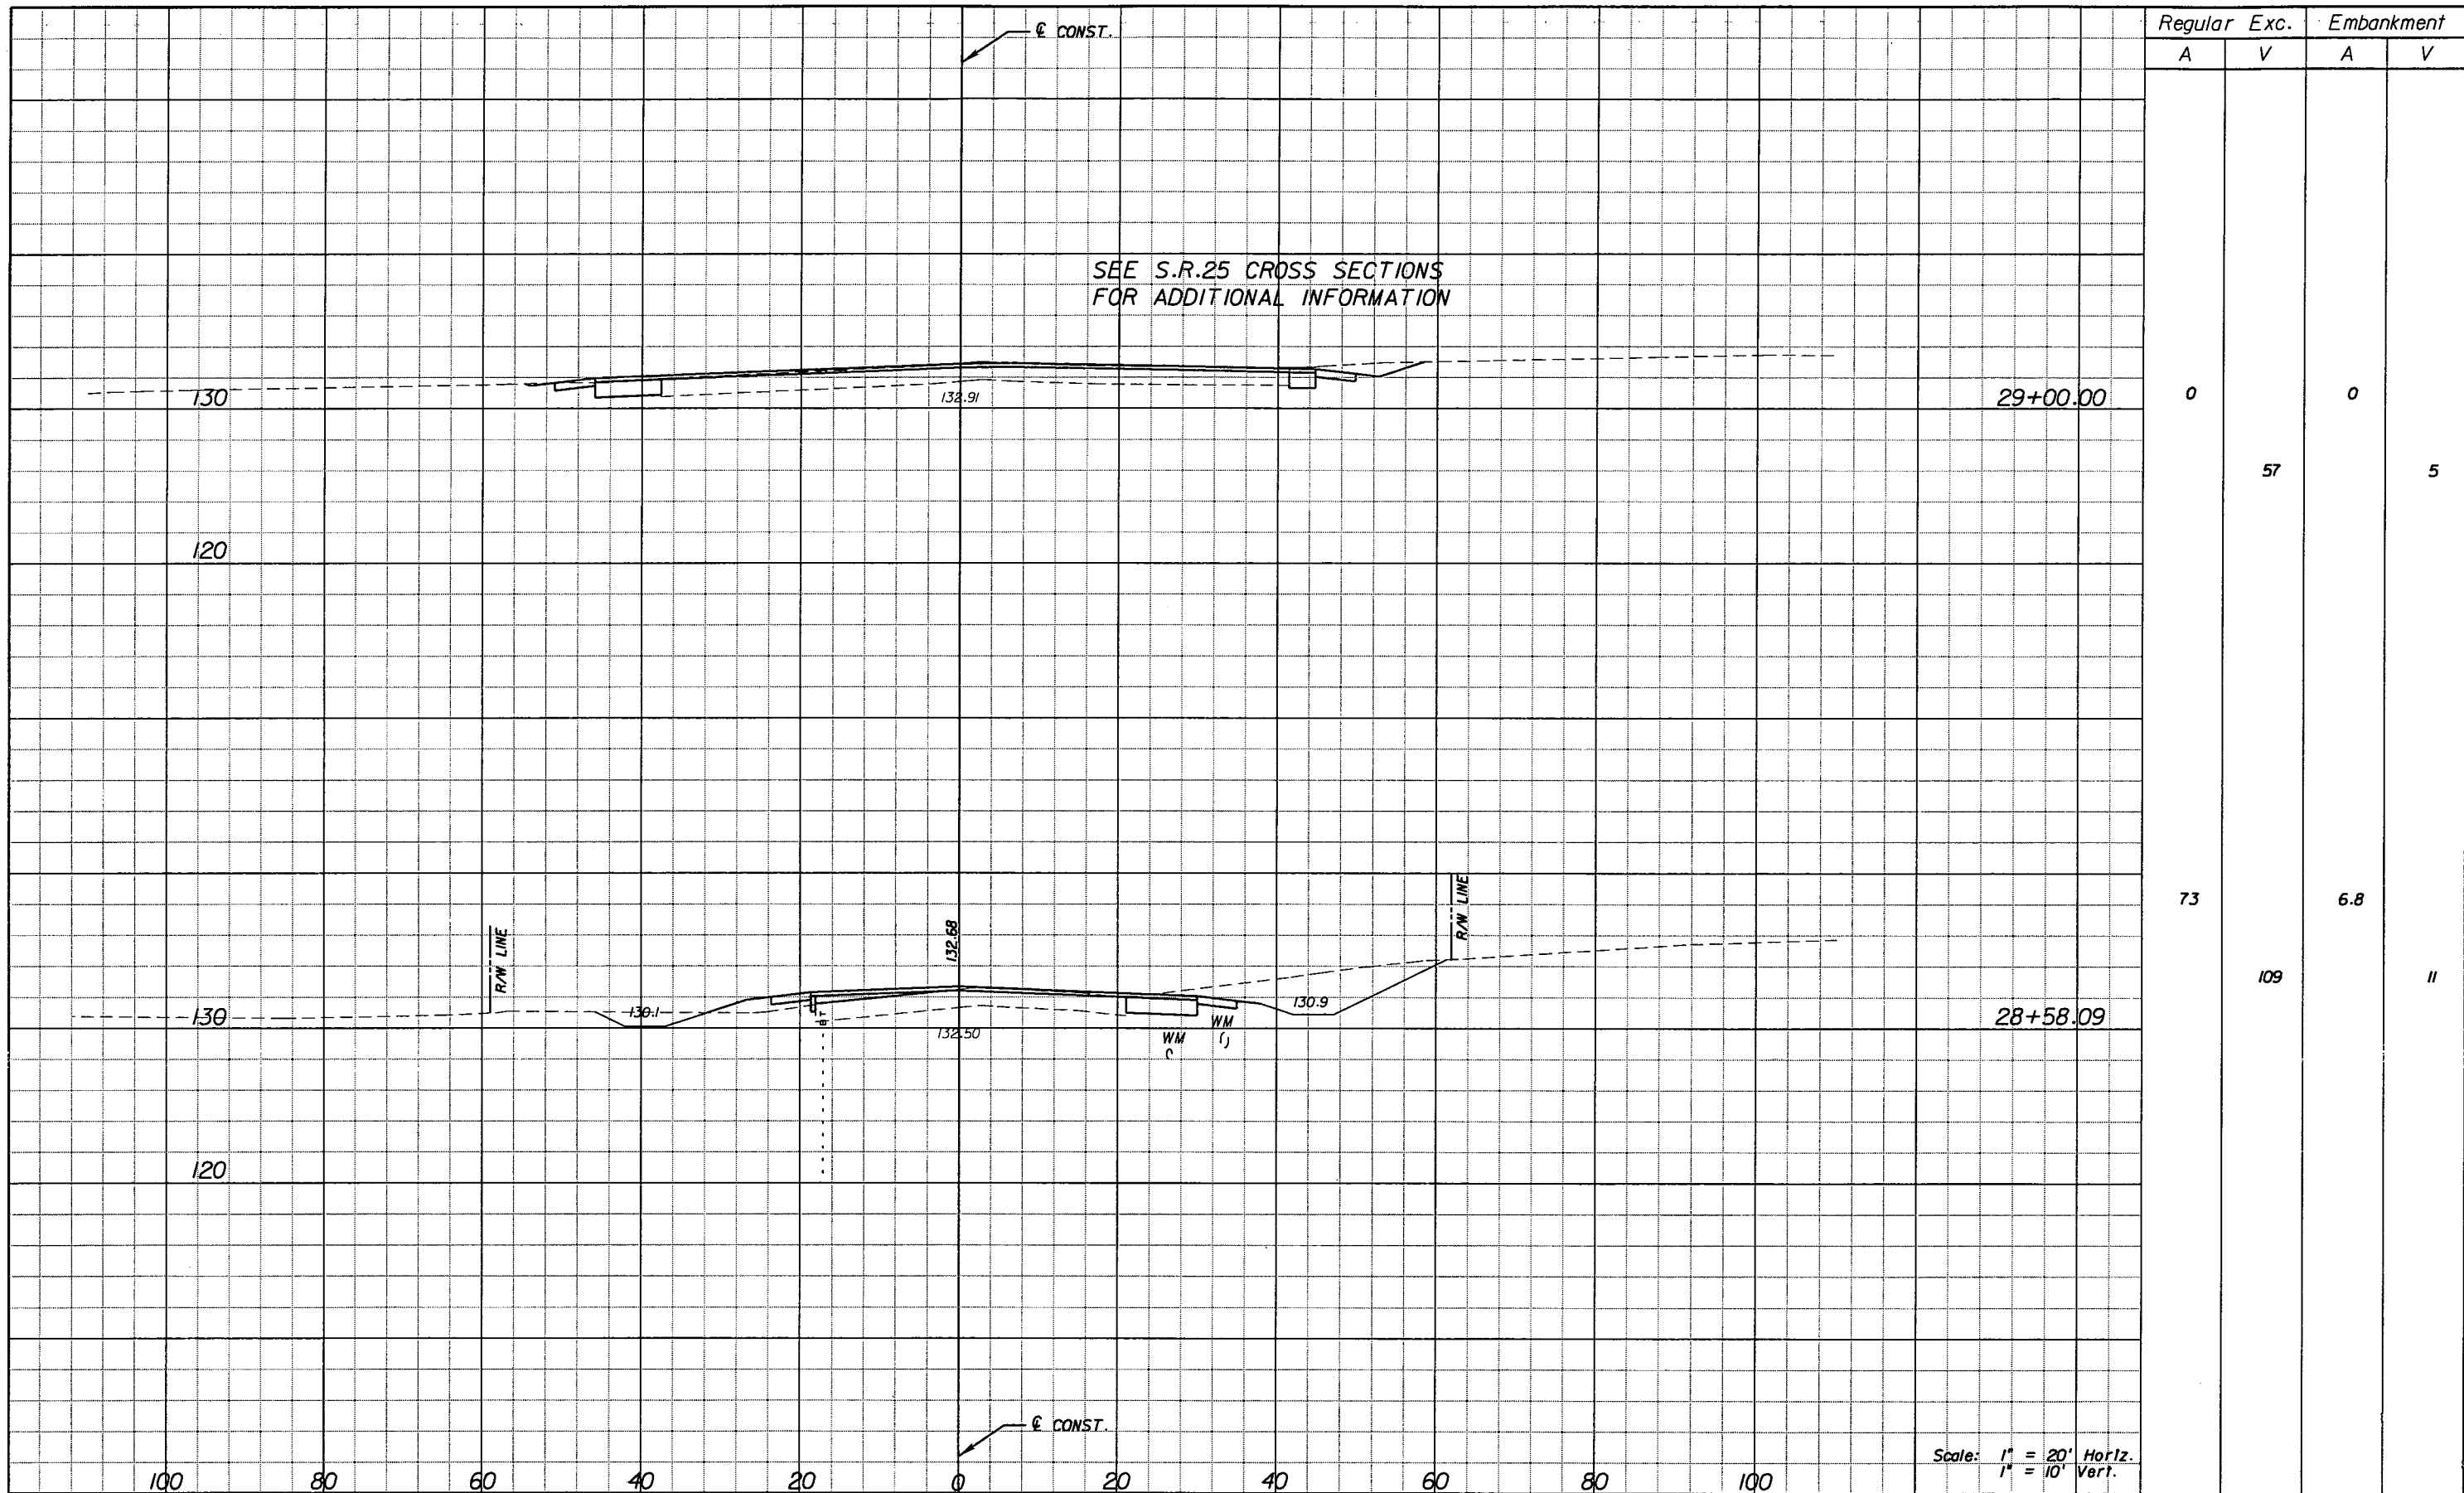 Regular Exc. Embankment
A V A V
℄ CONST.
SEE S.R.25 CROSS SECTIONS
FOR ADDITIONAL INFORMATION
130
132.91
29+00.00
0 0
57 5
120
R/W LINE
132.68
R/W LINE
73 6.8
109 11
130.1
BT
130.9
130
132.50
WM
WM
28+58.09
120
℄ CONST.
Scale: 1" = 20' Horiz.
1" = 10' Vert.
100 80 60 40 20 0 20 40 60 80 100